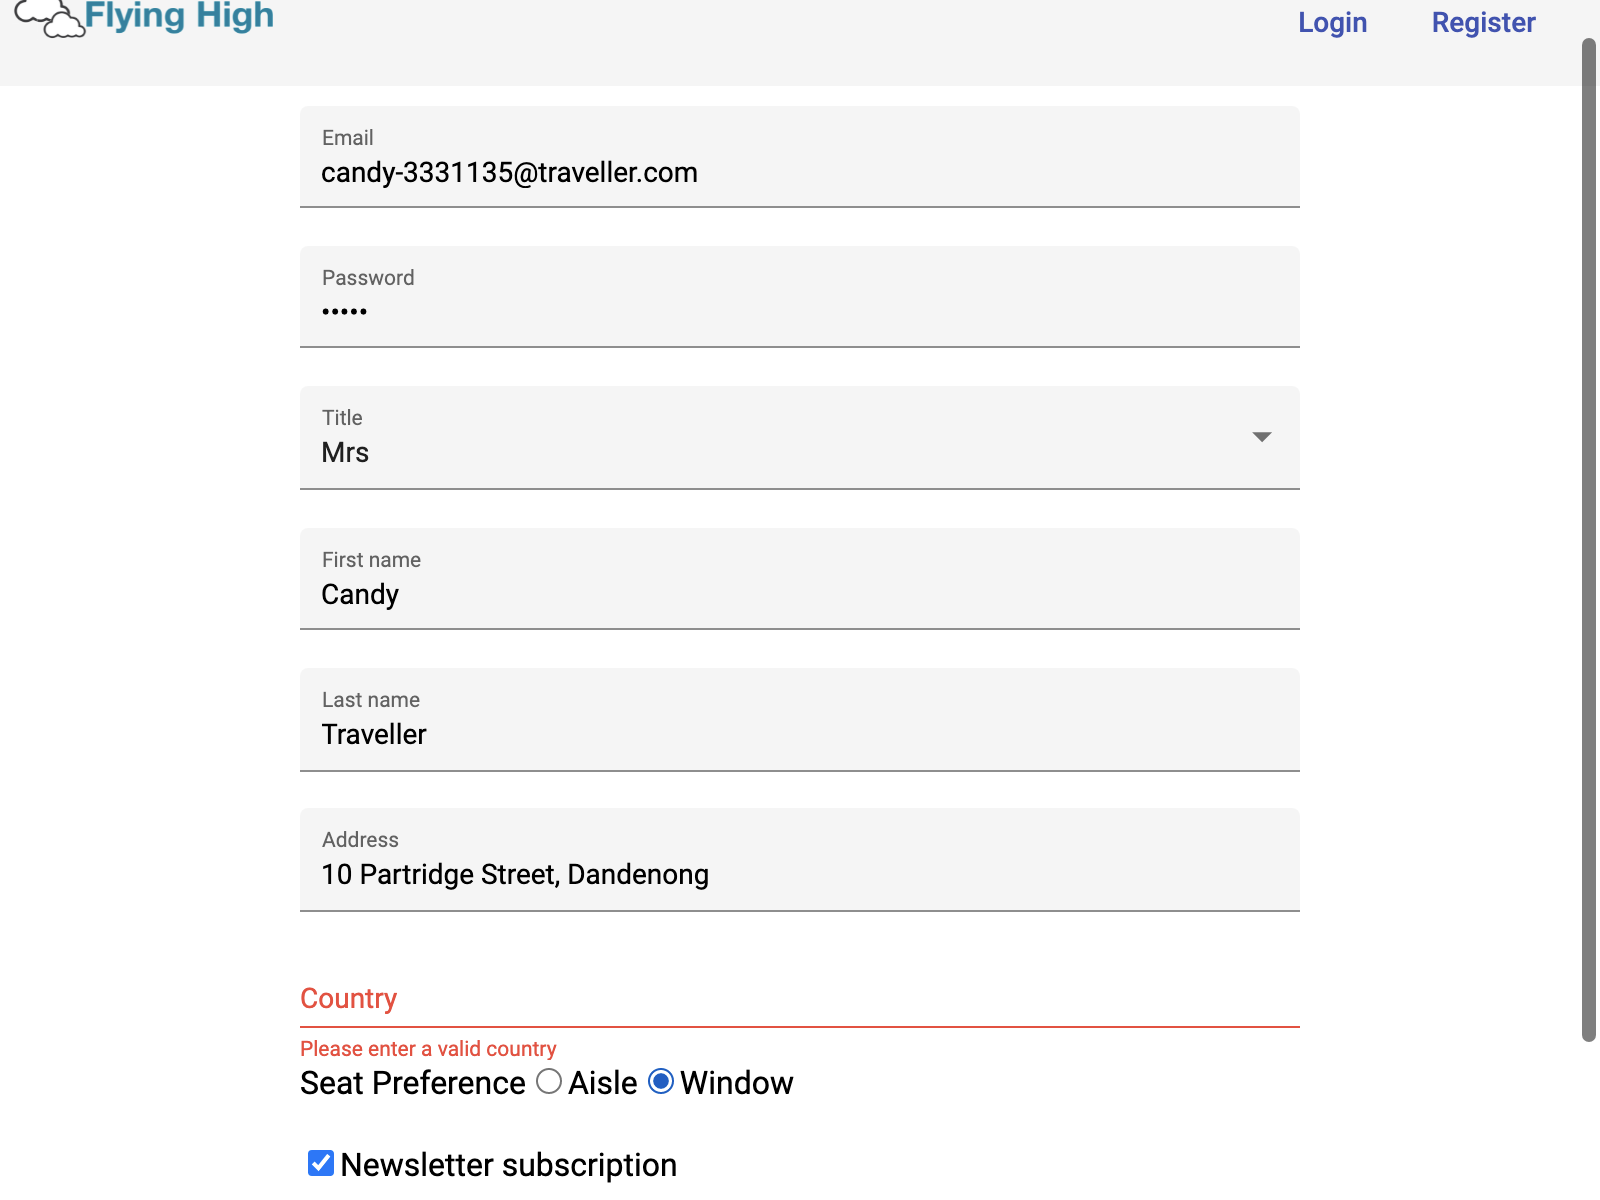 Flying High
Login Register
Email
candy-3331135@traveller.com
Password
•••••
Title
Mrs
First name
Candy
Last name
Traveller
Address
10 Partridge Street, Dandenong
Country
Please enter a valid country
Seat Preference Aisle Window
Newsletter subscription